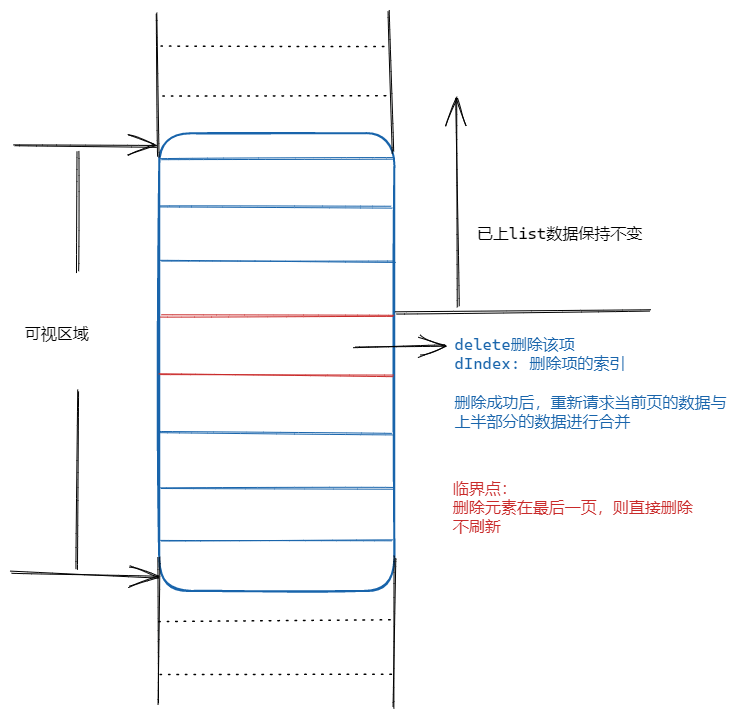 已上list数据保持不变
可视区域
delete删除该项
dIndex: 删除项的索引
删除成功后，重新请求当前页的数据与
上半部分的数据进行合并
临界点：
删除元素在最后一页，则直接删除
不刷新